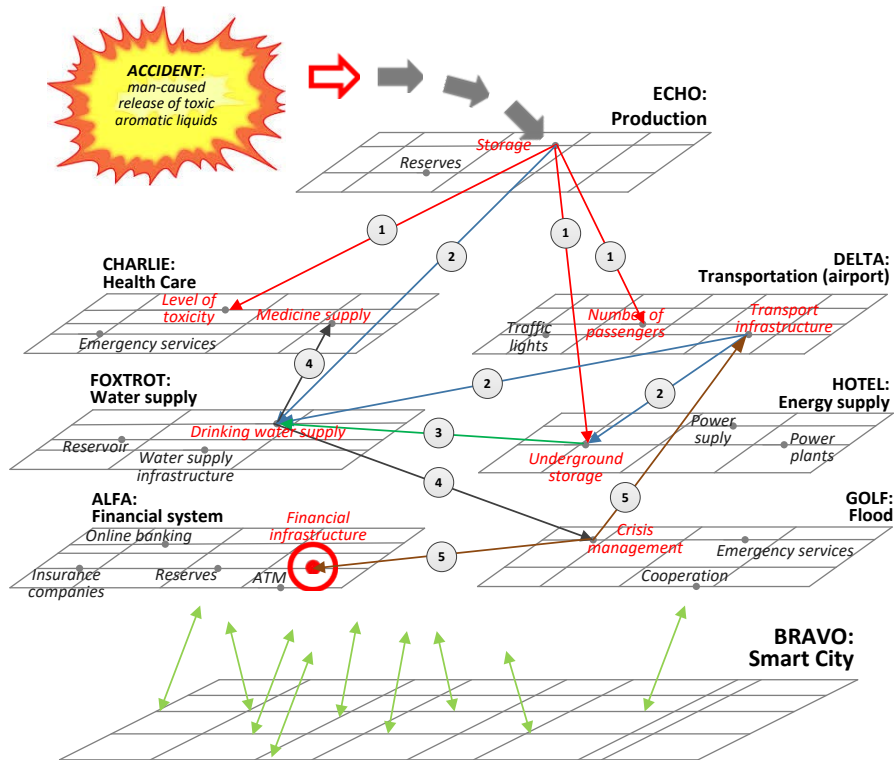 ACCIDENT:
man-caused
release of toxic
aromatic liquids
ECHO:
Production
Storage
Reserves
1
2
1
1
CHARLIE:
Health Care
DELTA:
Transportation (airport)
Level of
toxicity
Medicine supply
Emergency services
Number of
passengers
Transport
infrastructure
Traffic
lights
4
2
2
FOXTROT:
Water supply
HOTEL:
Energy supply
Drinking water supply
Reservoir
Water supply
infrastructure
3
Power
suply
Power
plants
Underground
storage
4
5
ALFA:
Financial system
Financial
infrastructure
Online banking
Insurance
companies
Reserves
ATM
5
GOLF:
Flood
Crisis
management
Emergency services
Cooperation
BRAVO:
Smart City